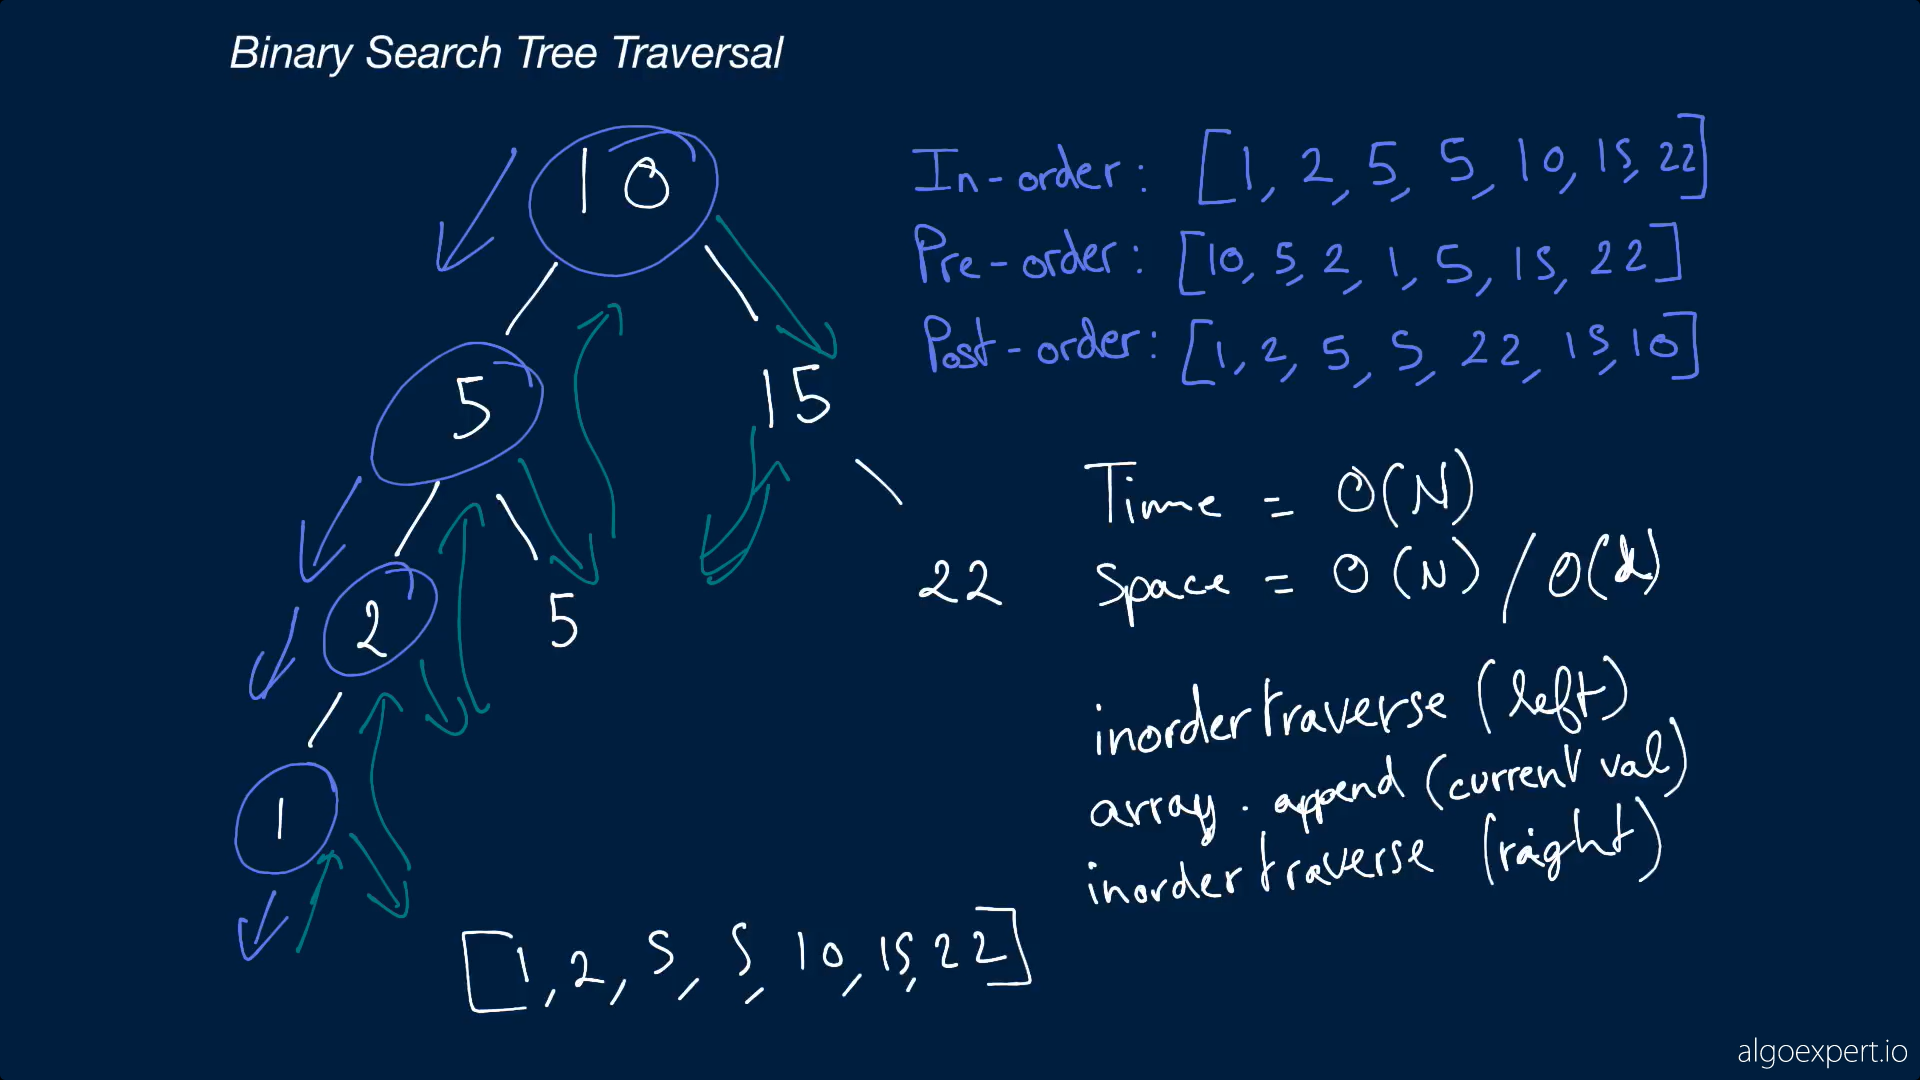 Binary Search Tree Traversal
10
5
15
2
5
22
1
[1, 2, 5, 5, 10, 15, 22]
In-order: [1, 2, 5, 5, 10, 15, 22]
Pre-order: [10, 5, 2, 1, 5, 15, 22]
Post-order: [1, 2, 5, 5, 22, 15, 10]
Time = O(N)
Space = O(N) / O(d)
inordertraverse (left)
array . append (current val)
inordertraverse (right)
algoexpert.io